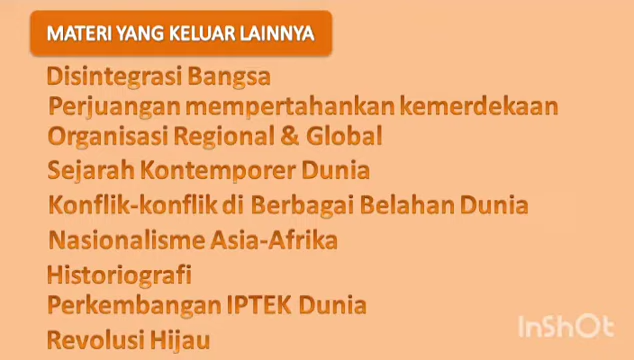 MATERI YANG KELUAR LAINNYA
Disintegrasi Bangsa
Perjuangan mempertahankan kemerdekaan
Organisasi Regional & Global
Sejarah Kontemporer Dunia
Konflik-konflik di Berbagai Belahan Dunia
Nasionalisme Asia-Afrika
Historiografi
Perkembangan IPTEK Dunia
Revolusi Hijau
InShOt